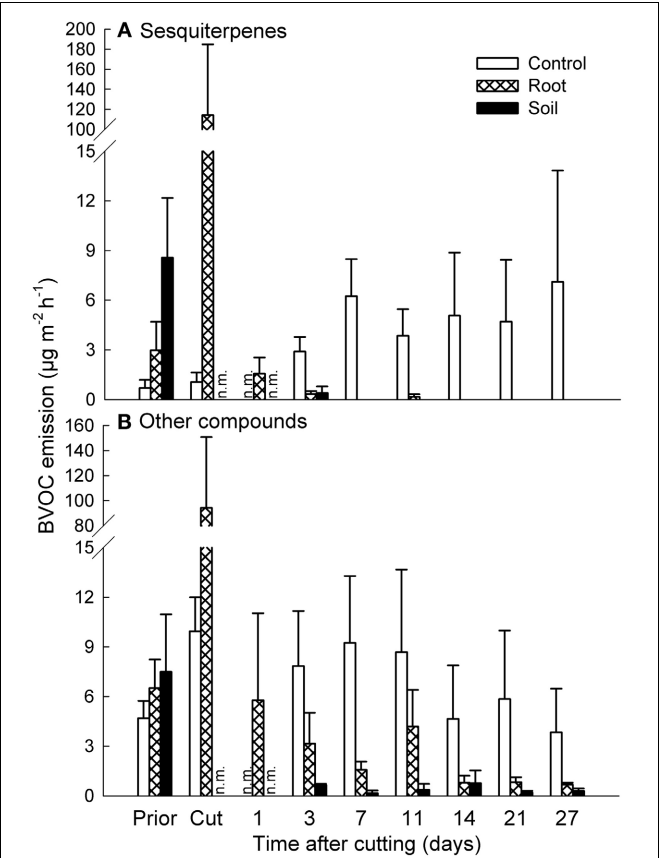 A Sesquiterpenes
Control
Root
Soil
200
180
160
140
120
100
15
12
9
6
3
0
n.m.
n.m.
n.m.
BVOC emission (µg m-2 h-1)
B Other compounds
160
140
120
100
80
15
12
9
6
3
0
n.m.
n.m.
n.m.
Prior Cut 1 3 7 11 14 21 27
Time after cutting (days)